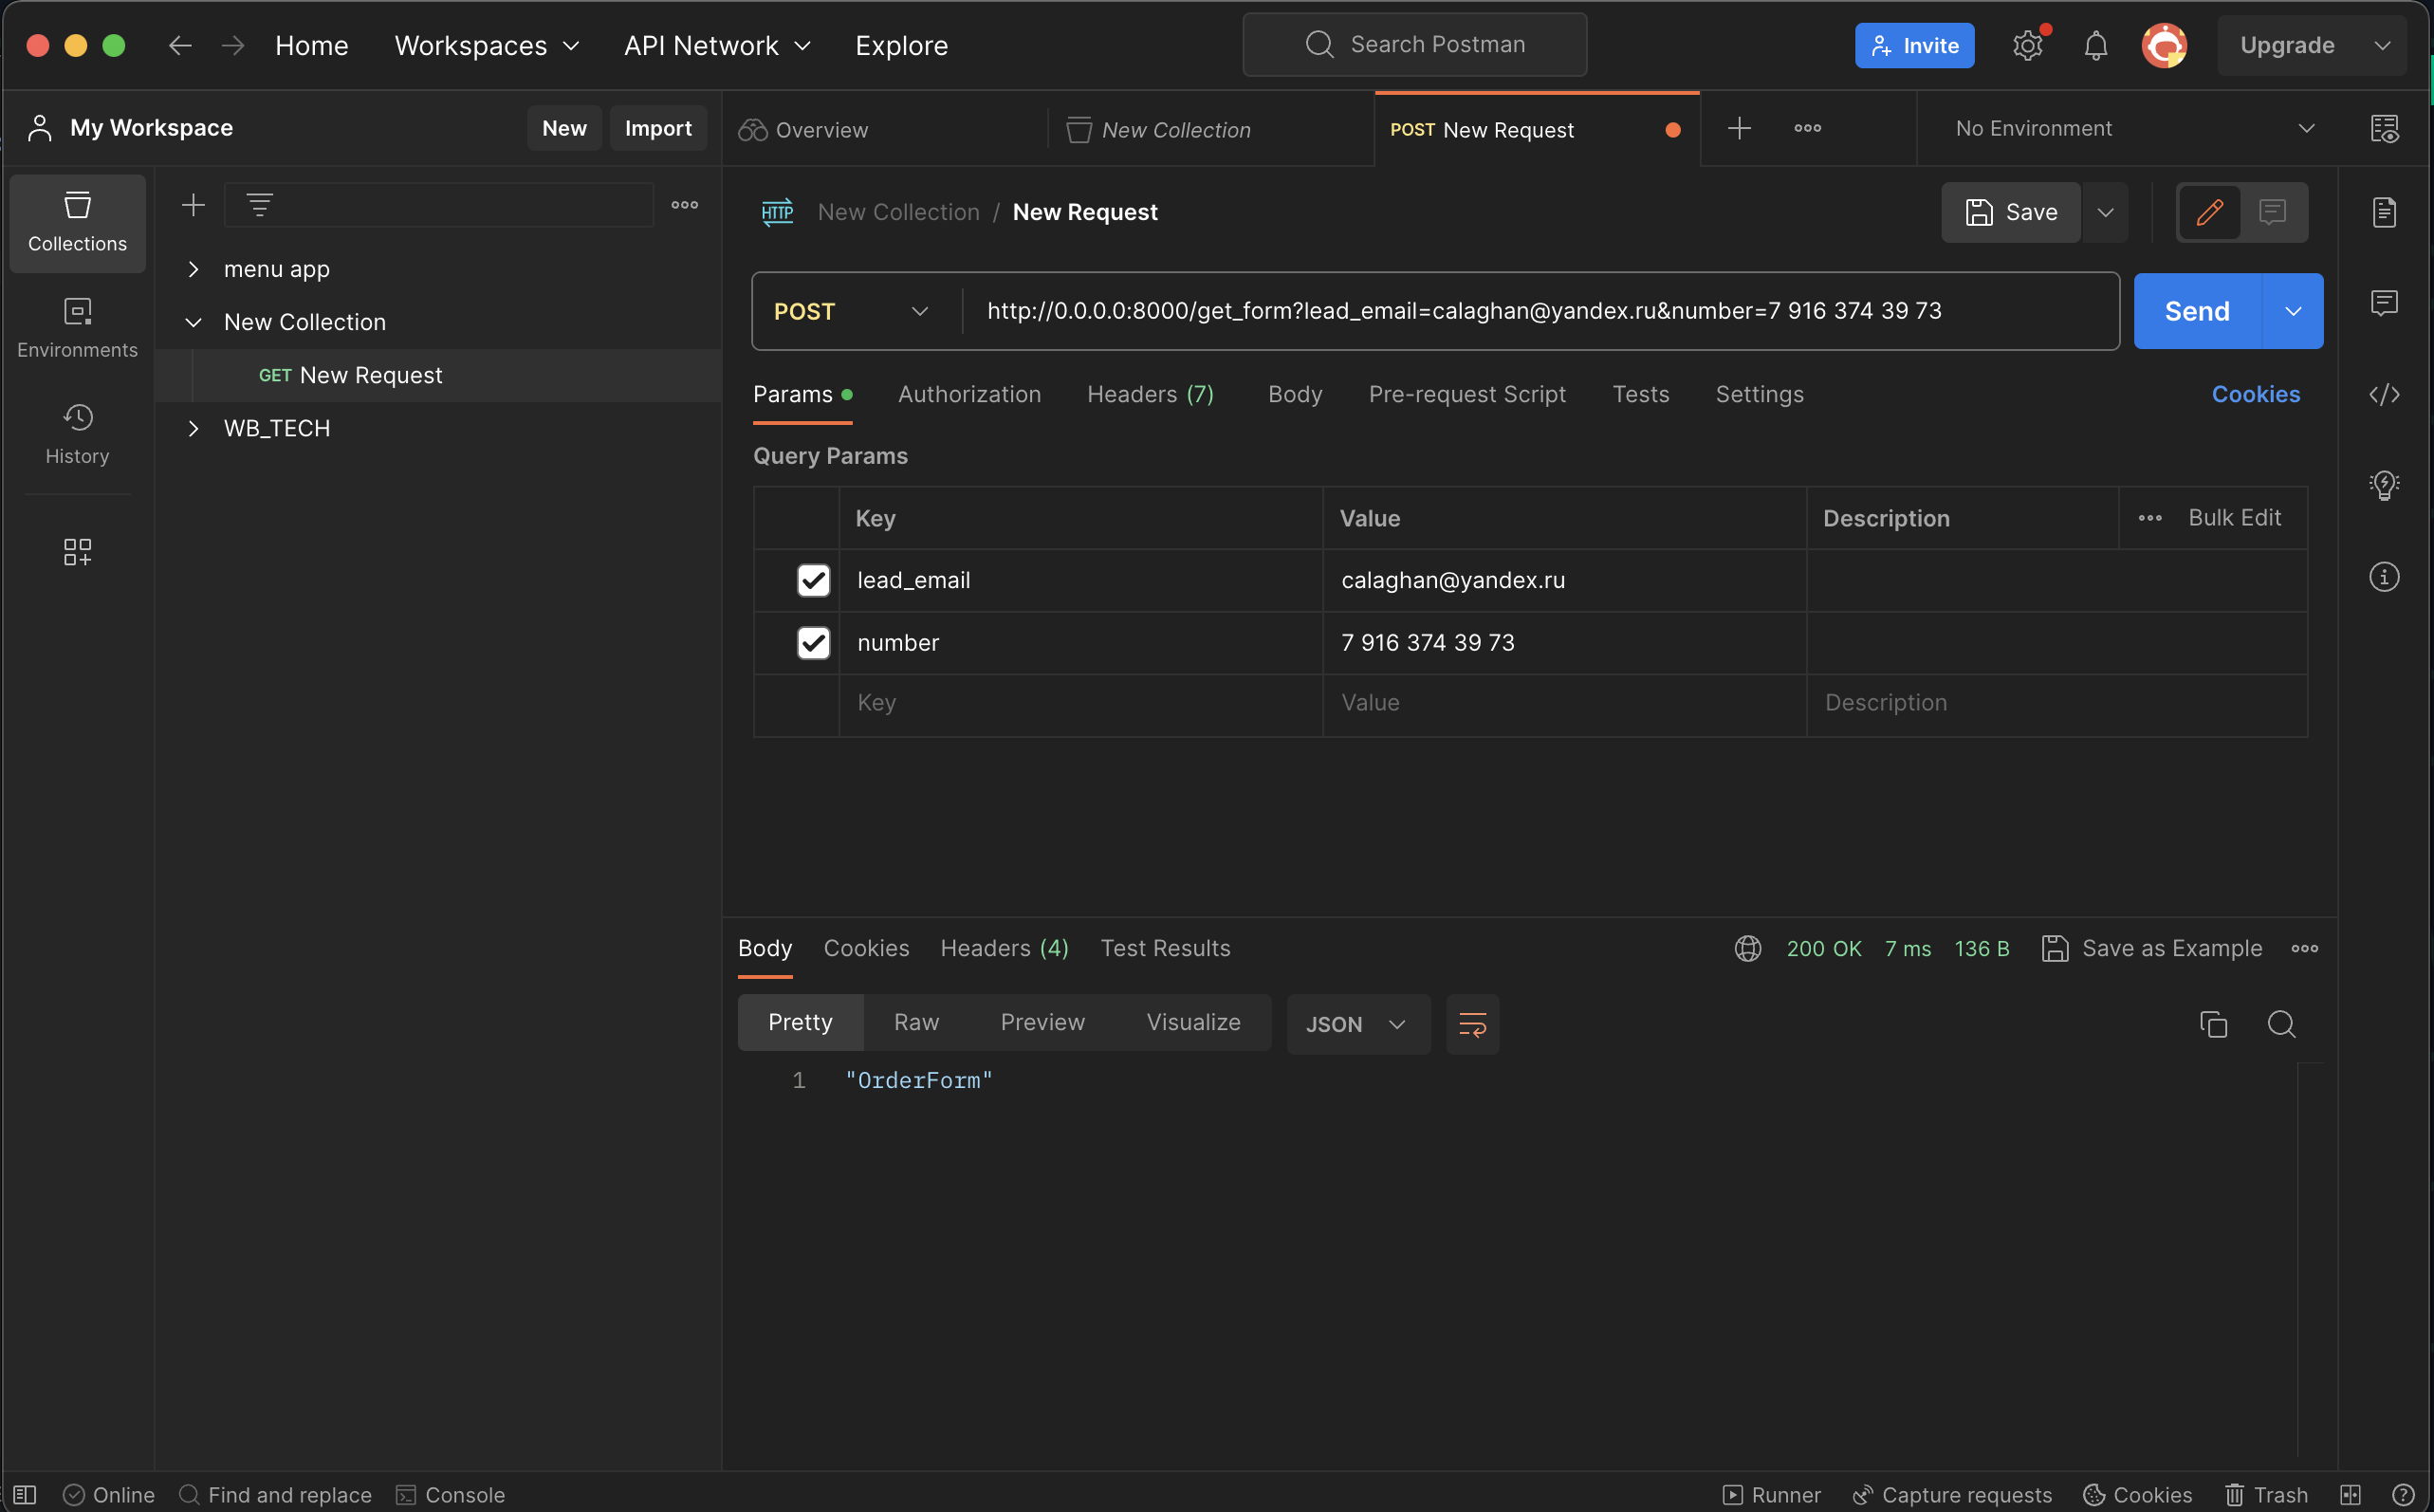 Home Workspaces API Network Explore Search Postman Invite Upgrade
My Workspace New Import
Overview New Collection POST New Request No Environment
Collections
Environments
History
menu app
New Collection
GET New Request
WB_TECH
HTTP New Collection / New Request Save
POST http://0.0.0.0:8000/get_form?lead_email=calaghan@yandex.ru&number=7 916 374 39 73 Send
Params Authorization Headers (7) Body Pre-request Script Tests Settings Cookies
Query Params
Key Value Description Bulk Edit
lead_email calaghan@yandex.ru
number 7 916 374 39 73
Key Value Description
Body Cookies Headers (4) Test Results 200 OK 7 ms 136 B Save as Example
Pretty Raw Preview Visualize JSON
1 "OrderForm"
Online Find and replace Console Runner Capture requests Cookies Trash